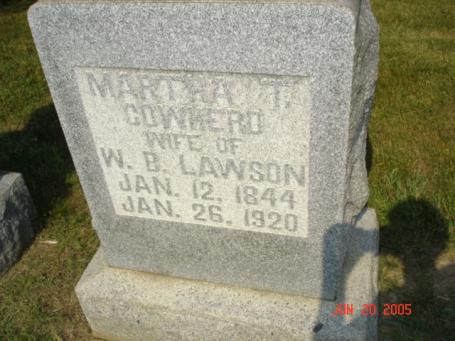 MARTHA T.
COWHERD
WIFE OF
W. B. LAWSON
JAN. 12. 1844
JAN. 26. 1920
JUN 20 2005